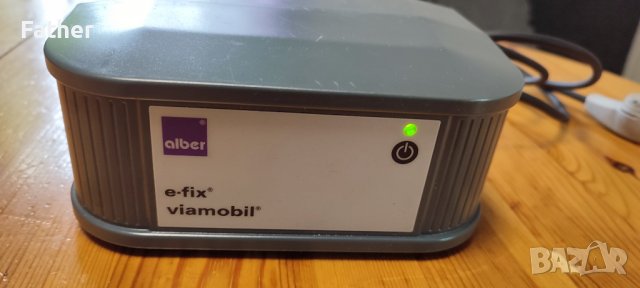 Father
alber®
e-fix®
viamobil®
BAZAR